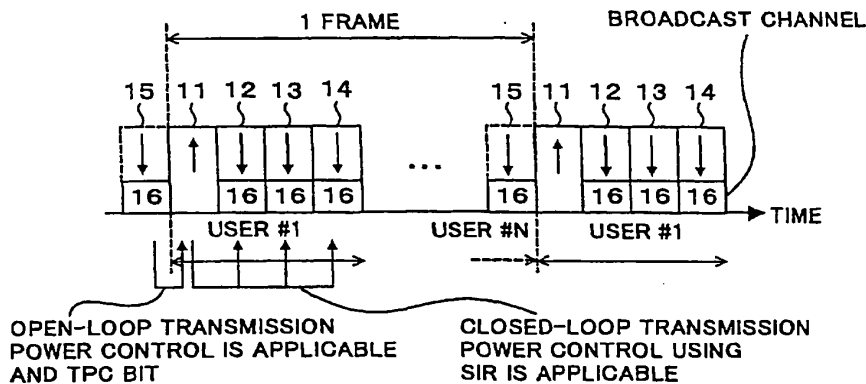 1 FRAME
BROADCAST CHANNEL
15 11 12 13 14 15 11 12 13 14
...
16 16 16 16 16 16 16 16
TIME
USER #1 USER #N USER #1
OPEN-LOOP TRANSMISSION
POWER CONTROL IS APPLICABLE
AND TPC BIT
CLOSED-LOOP TRANSMISSION
POWER CONTROL USING
SIR IS APPLICABLE